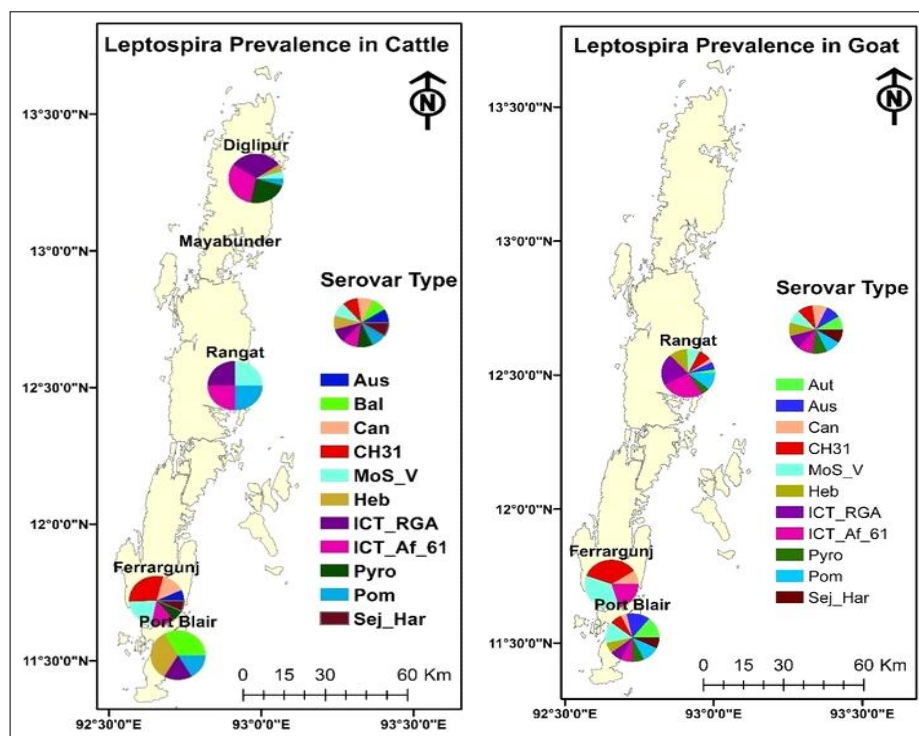 Leptospira Prevalence in Cattle
N
13°30'0"N
Diglipur
13°0'0"N
Mayabunder
Serovar Type
Rangat
12°30'0"N
Aus
Bal
Can
CH31
MoS_V
Heb
ICT_RGA
ICT_Af_61
Pyro
Pom
Sej_Har
12°0'0"N
Ferrargunj
Port Blair
11°30'0"N
0 15 30 60 Km
92°30'0"E 93°0'0"E
Leptospira Prevalence in Goat
N
13°30'0"N
13°0'0"N
Serovar Type
Rangat
12°30'0"N
Aut
Aus
Can
CH31
MoS_V
Heb
ICT_RGA
ICT_Af_61
Pyro
Pom
Sej_Har
12°0'0"N
Ferrargunj
Port Blair
11°30'0"N
0 15 30 60 Km
92°30'0"E 93°0'0"E 93°30'0"E